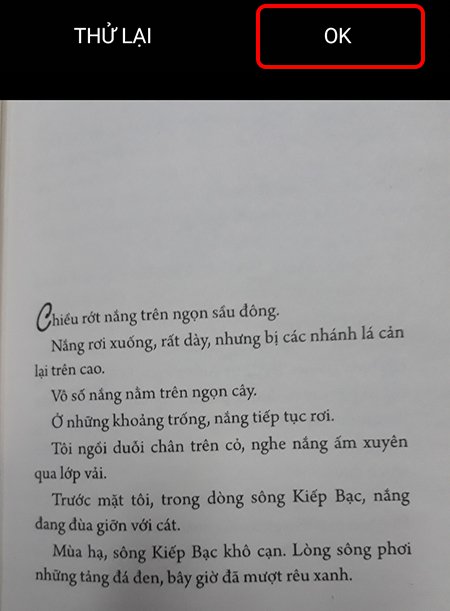 THỬ LẠI OK
Chiều rớt nắng trên ngọn sầu đông.
Nắng rơi xuống, rất dày, nhưng bị các nhánh lá cản
lại trên cao.
Vô số nắng nằm trên ngọn cây.
Ở những khoảng trống, nắng tiếp tục rơi.
Tôi ngồi duỗi chân trên cỏ, nghe nắng ấm xuyên
qua lớp vải.
Trước mặt tôi, trong dòng sông Kiếp Bạc, nắng
đang đùa giỡn với cát.
Mùa hạ, sông Kiếp Bạc khô cạn. Lòng sông phơi
những tảng đá đen, bây giờ đã mượt rêu xanh.